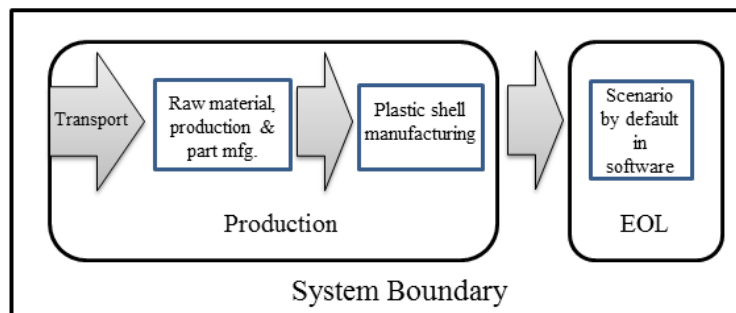 Transport
Raw material,
production &
part mfg.
Plastic shell
manufacturing
Scenario
by default
in
software
Production
EOL
System Boundary